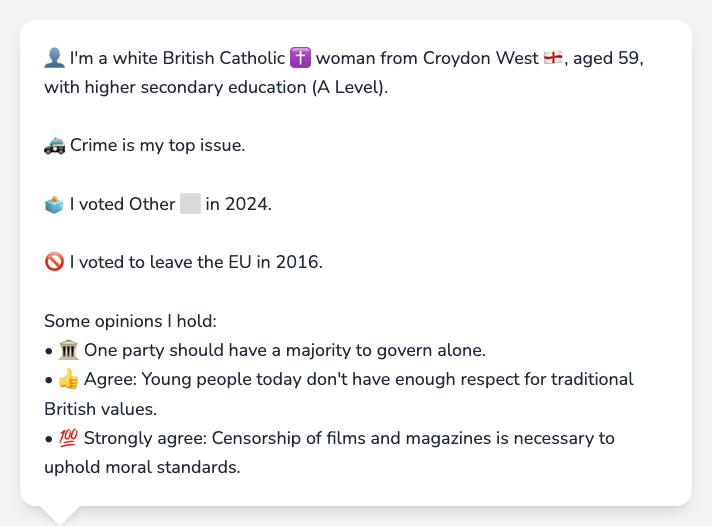 👤 I'm a white British Catholic ✝️ woman from Croydon West 🏴󠁧󠁢󠁥󠁮󠁧󠁿, aged 59,
with higher secondary education (A Level).
🚓 Crime is my top issue.
🗳️ I voted Other ⬜ in 2024.
🚫 I voted to leave the EU in 2016.
Some opinions I hold:
• 🏛️ One party should have a majority to govern alone.
• 👍 Agree: Young people today don't have enough respect for traditional
British values.
• 💯 Strongly agree: Censorship of films and magazines is necessary to
uphold moral standards.